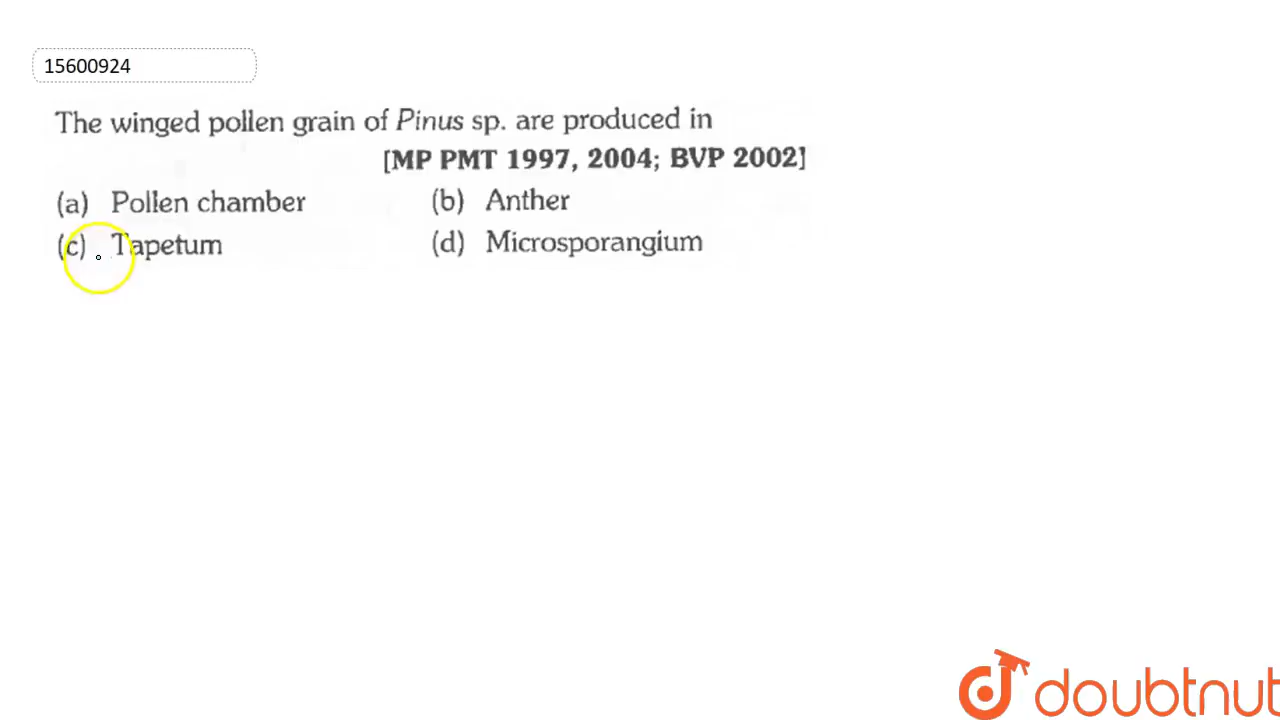 15600924
The winged pollen grain of Pinus sp. are produced in
[MP PMT 1997, 2004; BVP 2002]
(a) Pollen chamber (b) Anther
(c) Tapetum (d) Microsporangium
doubtnut